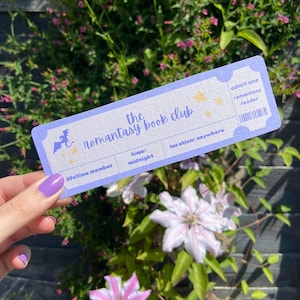 the
romantasy book club
lifetime member
time:
midnight
location: anywhere
admit one
romantasy
reader